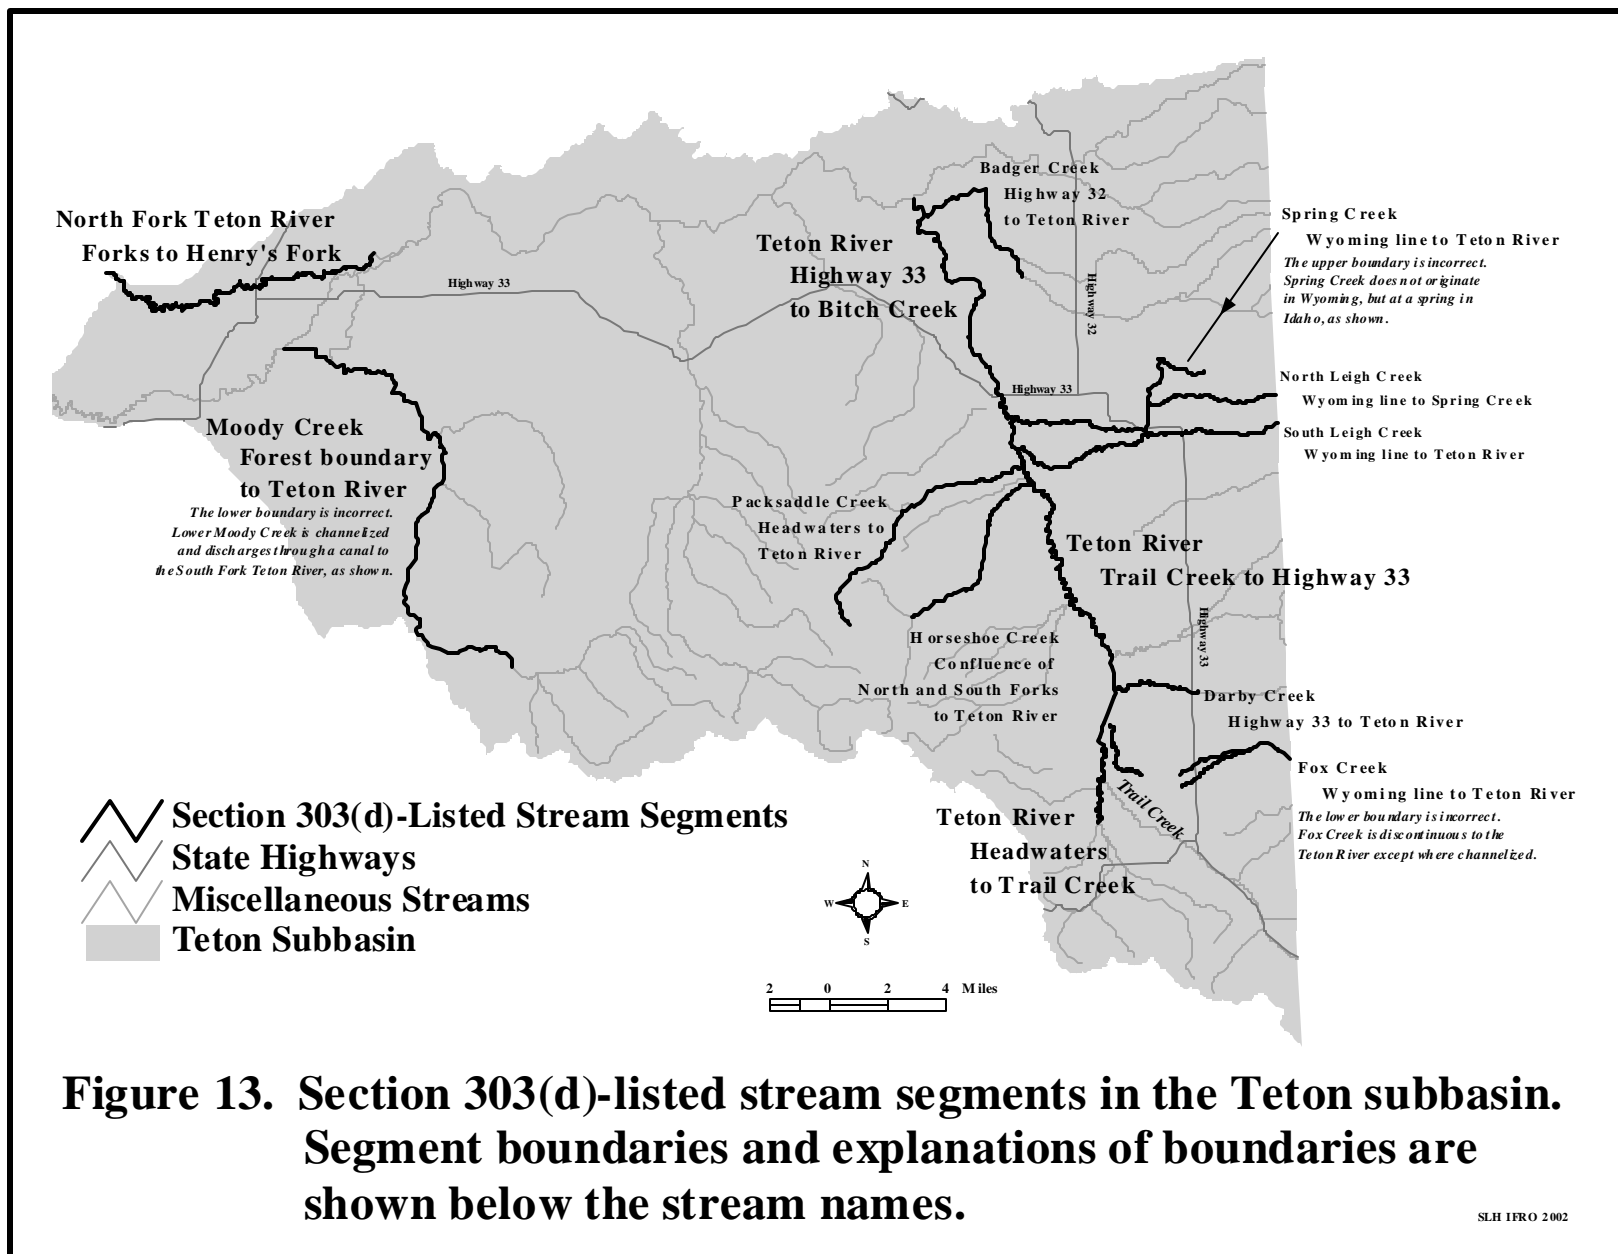 North Fork Teton River
Forks to Henry's Fork
Highway 33
Badger Creek
Highway 32
to Teton River
Teton River
Highway 33
to Bitch Creek
Highway 32
Spring Creek
Wyoming line to Teton River
The upper boundary is incorrect.
Spring Creek does not originate
in Wyoming, but at a spring in
Idaho, as shown.
Highway 33
North Leigh Creek
Wyoming line to Spring Creek
South Leigh Creek
Wyoming line to Teton River
Moody Creek
Forest boundary
to Teton River
The lower boundary is incorrect.
Lower Moody Creek is channelized
and discharges through a canal to
the South Fork Teton River, as shown.
Packsaddle Creek
Headwaters to
Teton River
Teton River
Trail Creek to Highway 33
Horseshoe Creek
Confluence of
North and South Forks
to Teton River
Highway 33
Darby Creek
Highway 33 to Teton River
Fox Creek
Wyoming line to Teton River
The lower boundary is incorrect.
Fox Creek is discontinuous to the
Teton River except where channelized.
Trail Creek
Teton River
Headwaters
to Trail Creek
Section 303(d)-Listed Stream Segments
State Highways
Miscellaneous Streams
Teton Subbasin
N
W E
S
2 0 2 4 Miles
Figure 13. Section 303(d)-listed stream segments in the Teton subbasin.
Segment boundaries and explanations of boundaries are
shown below the stream names.
SLH IFRO 2002